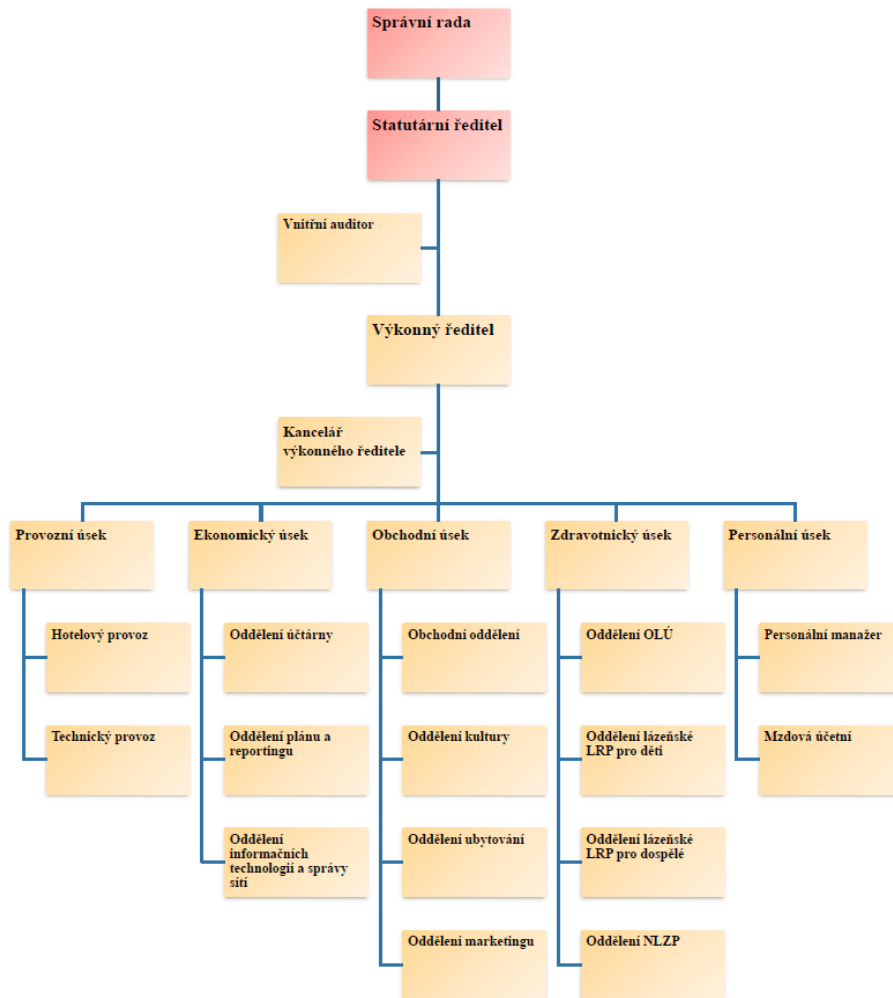 Správní rada
Statutární ředitel
Vnitřní auditor
Výkonný ředitel
Kancelář
výkonného ředitele
Provozní úsek
Ekonomický úsek
Obchodní úsek
Zdravotnický úsek
Personální úsek
Hotelový provoz
Oddělení účtárny
Obchodní oddělení
Oddělení OLÚ
Personální manažer
Technický provoz
Oddělení plánu a
reportingu
Oddělení kultury
Oddělení lázeňské
LRP pro děti
Mzdová účetní
Oddělení
informačních
technologií a správy
sítí
Oddělení ubytování
Oddělení lázeňské
LRP pro dospělé
Oddělení marketingu
Oddělení NLZP